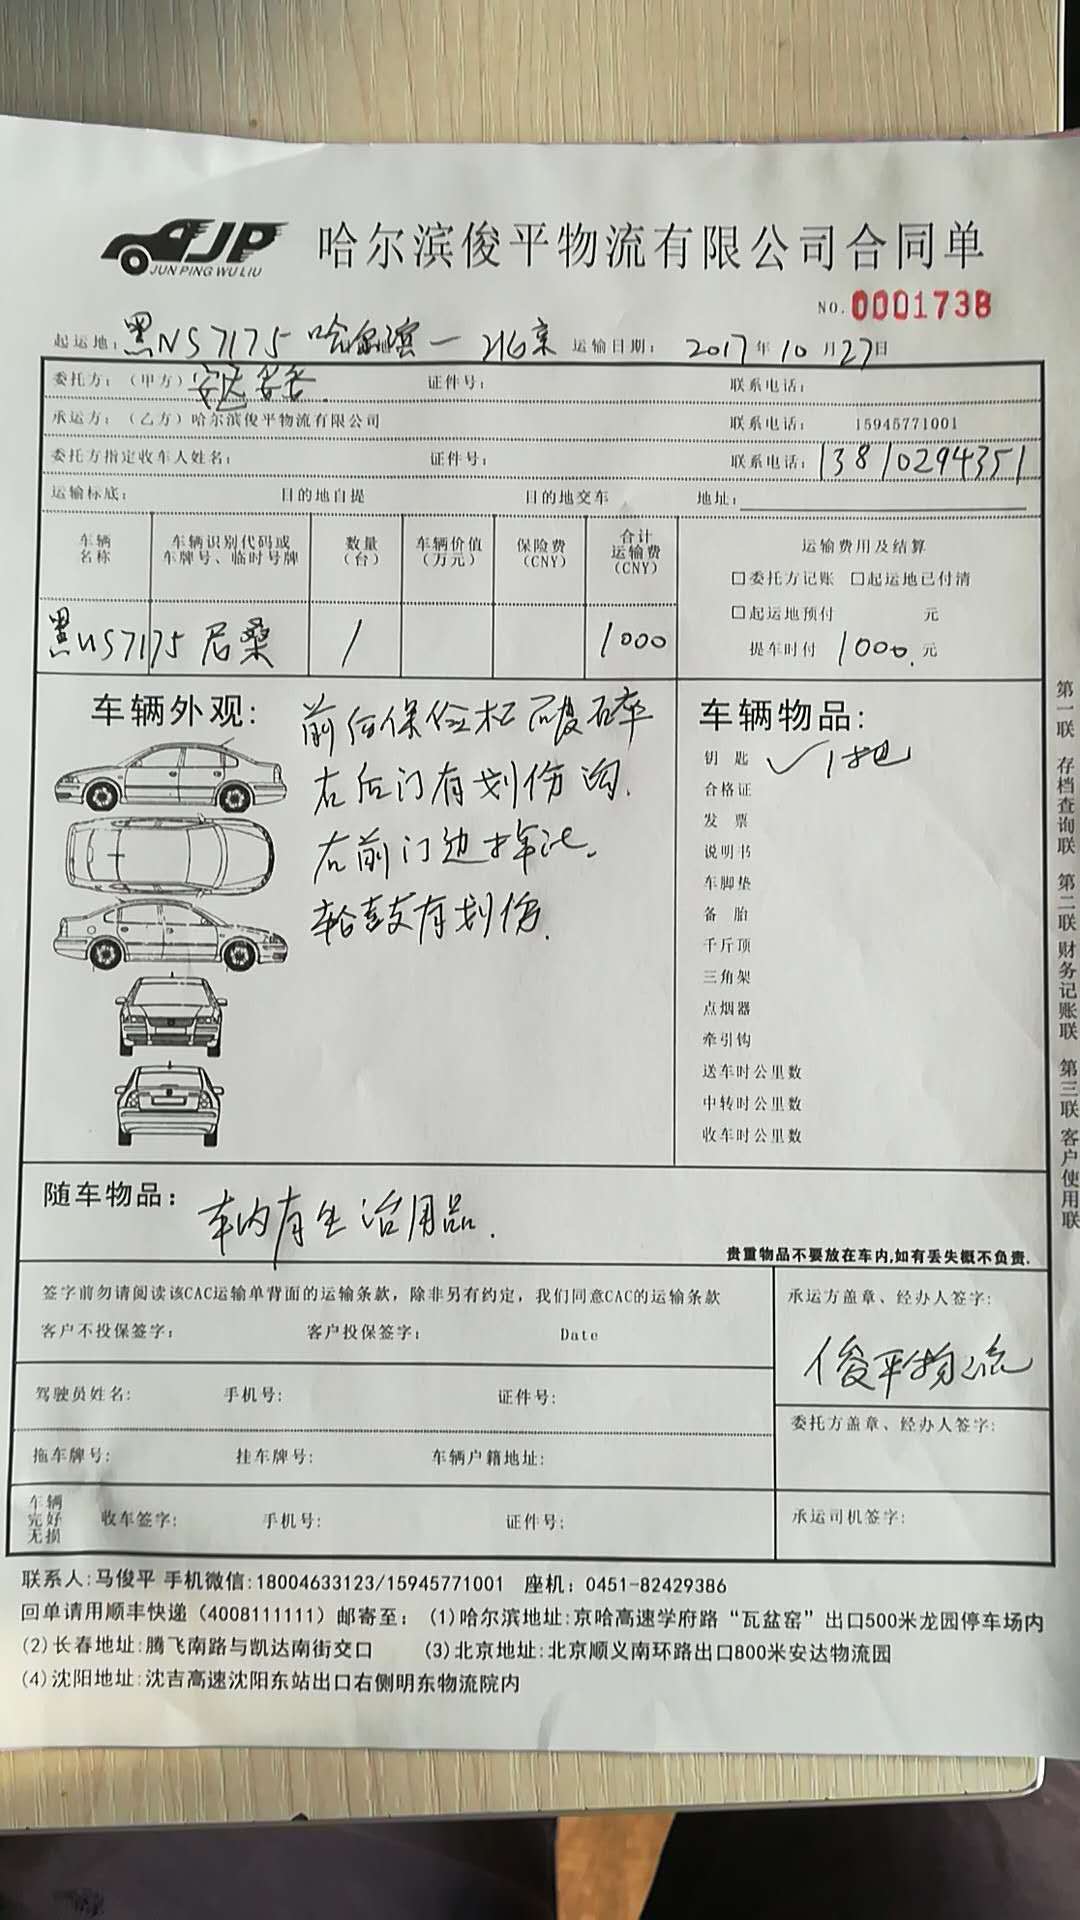 JP
JUN PING WU LIU
哈尔滨俊平物流有限公司合同单
NO. 0001738
起运地: 黑NS7175 哈尔滨一北京 运输日期: 2017年10月27日
委托方: (甲方) 安达 证件号: 联系电话:
承运方: (乙方) 哈尔滨俊平物流有限公司 联系电话: 15945771001
委托方指定收车人姓名: 证件号: 联系电话: 13810294351
运输标底: 目的地自提 目的地交车 地址:
车辆名称 车辆识别代码或车牌号、临时号牌 数量(台) 车辆价值(万元) 保险费(CNY) 合计运输费(CNY) 运输费用及结算
□委托方记账 □起运地已付清
□起运地预付 元
黑NS7175 尼桑 1 1000 提车时付 1000. 元
车辆外观: 前后保险杠破碎
右后门有划伤沟.
右前门边掉漆.
轮毂有划伤.
车辆物品:
钥匙 ✓1把
合格证
发票
说明书
车脚垫
备胎
千斤顶
三角架
点烟器
牵引钩
送车时公里数
中转时公里数
收车时公里数
随车物品: 车内有生活用品.
贵重物品不要放在车内,如有丢失概不负责.
签字前勿请阅读该CAC运输单背面的运输条款，除非另有约定，我们同意CAC的运输条款
客户不投保签字: 客户投保签字: Date
承运方盖章、经办人签字:
俊平物流
驾驶员姓名: 手机号: 证件号:
委托方盖章、经办人签字:
拖车牌号: 挂车牌号: 车辆户籍地址:
车辆完好无损 收车签字: 手机号: 证件号:
承运司机签字:
第一联 存档查询联 第二联 财务记账联 第三联 客户使用联
联系人:马俊平 手机微信:18004633123/15945771001 座机: 0451-82429386
回单请用顺丰快递（4008111111）邮寄至: (1)哈尔滨地址:京哈高速学府路“瓦盆窑”出口500米龙园停车场内
(2)长春地址:腾飞南路与凯达南街交口 (3)北京地址:北京顺义南环路出口800米安达物流园
(4)沈阳地址:沈吉高速沈阳东站出口右侧明东物流院内